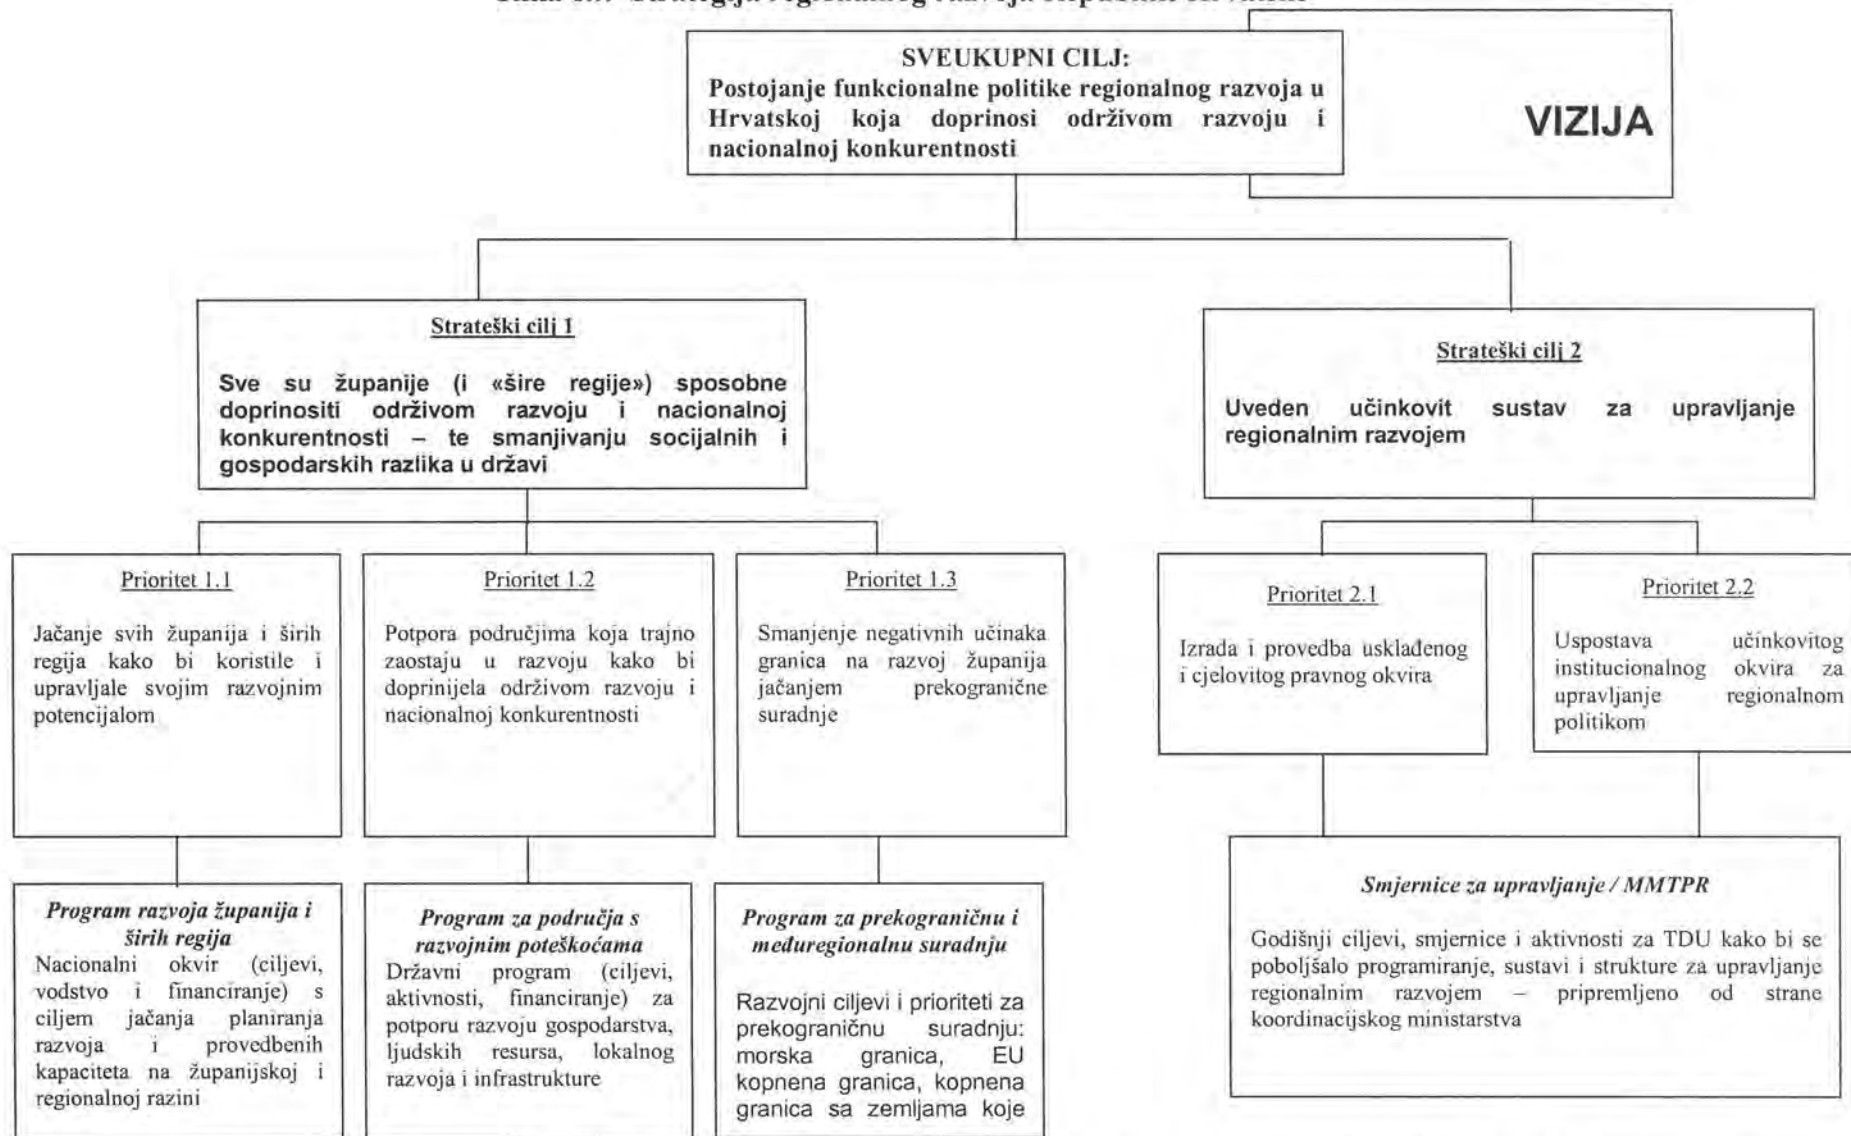 SVEUKUPNI CILJ:
Postojanje funkcionalne politike regionalnog razvoja u
Hrvatskoj koja doprinosi održivom razvoju i
nacionalnoj konkurentnosti
VIZIJA
Strateški cilj 1
Sve su županije (i «šire regije») sposobne
doprinositi održivom razvoju i nacionalnoj
konkurentnosti – te smanjivanju socijalnih i
gospodarskih razlika u državi
Strateški cilj 2
Uveden učinkovit sustav za upravljanje
regionalnim razvojem
Prioritet 1.1
Jačanje svih županija i širih
regija kako bi koristile i
upravljale svojim razvojnim
potencijalom
Prioritet 1.2
Potpora područjima koja trajno
zaostaju u razvoju kako bi
doprinijela održivom razvoju i
nacionalnoj konkurentnosti
Prioritet 1.3
Smanjenje negativnih učinaka
granica na razvoj županija
jačanjem prekogranične
suradnje
Prioritet 2.1
Izrada i provedba usklađenog
i cjelovitog pravnog okvira
Prioritet 2.2
Uspostava učinkovitog
institucionalnog okvira za
upravljanje regionalnom
politikom
Program razvoja županija i
širih regija
Nacionalni okvir (ciljevi,
vodstvo i financiranje) s
ciljem jačanja planiranja
razvoja i provedbenih
kapaciteta na županijskoj i
regionalnoj razini
Program za područja s
razvojnim poteškoćama
Državni program (ciljevi,
aktivnosti, financiranje) za
potporu razvoju gospodarstva,
ljudskih resursa, lokalnog
razvoja i infrastrukture
Program za prekograničnu i
međuregionalnu suradnju
Razvojni ciljevi i prioriteti za
prekograničnu suradnju:
morska granica, EU
kopnena granica, kopnena
granica sa zemljama koje
Smjernice za upravljanje / MMTPR
Godišnji ciljevi, smjernice i aktivnosti za TDU kako bi se
poboljšalo programiranje, sustavi i strukture za upravljanje
regionalnim razvojem – pripremljeno od strane
koordinacijskog ministarstva